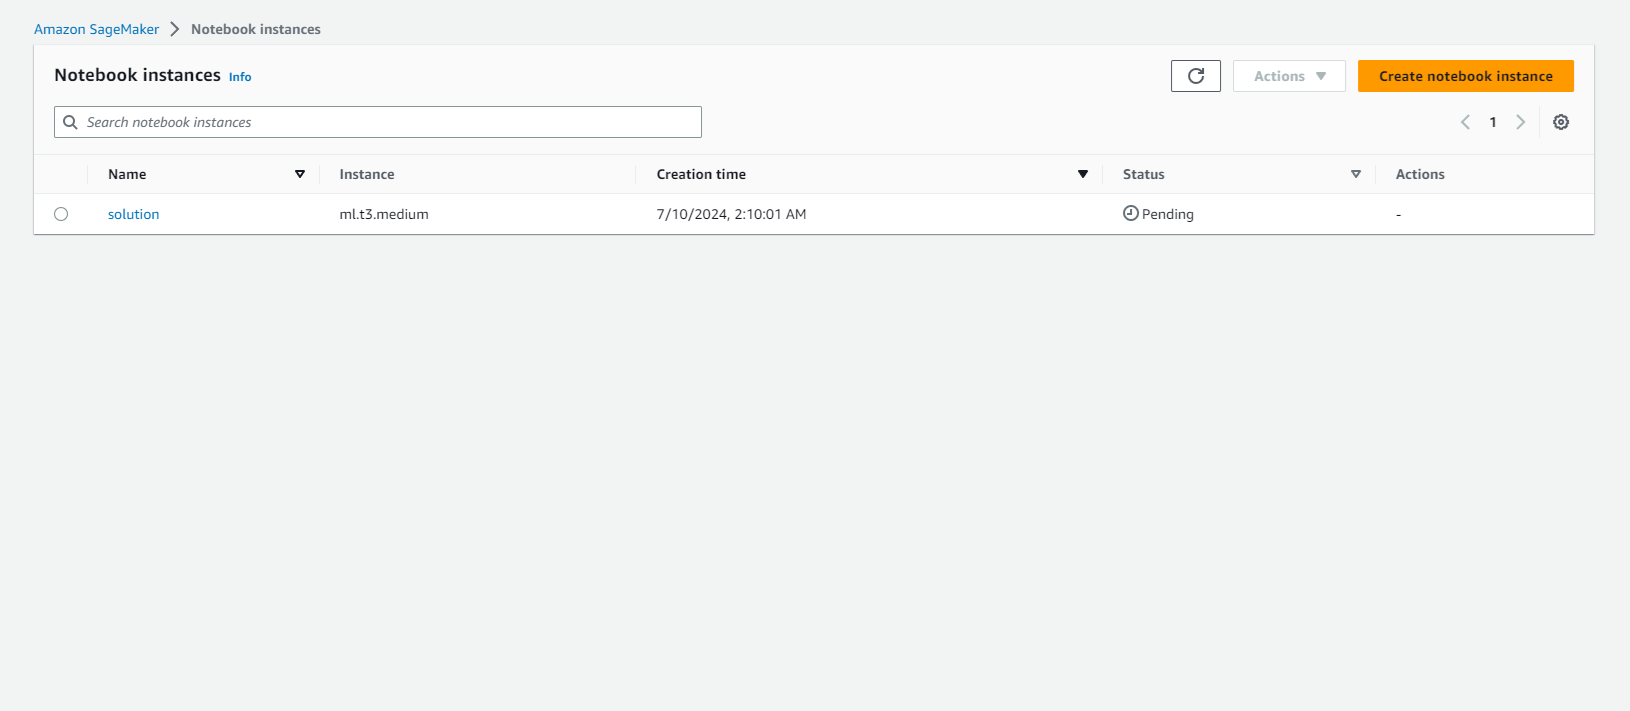 Amazon SageMaker > Notebook instances
Notebook instances Info
Actions
Create notebook instance
Search notebook instances
1
Name Instance Creation time Status Actions
solution ml.t3.medium 7/10/2024, 2:10:01 AM Pending -